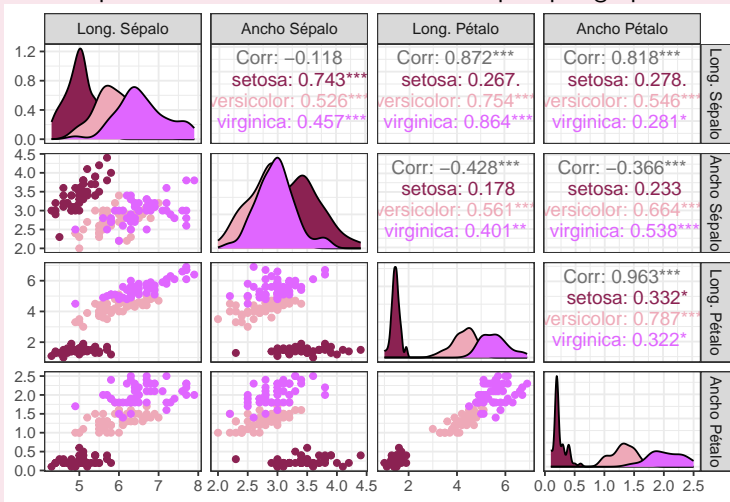 Long. Sépalo
Ancho Sépalo
Long. Pétalo
Ancho Pétalo
1.2
0.8
0.4
0.0
Corr: −0.118
setosa: 0.743***
versicolor: 0.526***
virginica: 0.457***
Corr: 0.872***
setosa: 0.267.
versicolor: 0.754***
virginica: 0.864***
Corr: 0.818***
setosa: 0.278.
versicolor: 0.546***
virginica: 0.281*
Long. Sépalo
4.5
4.0
3.5
3.0
2.5
2.0
Corr: −0.428***
setosa: 0.178
versicolor: 0.561***
virginica: 0.401**
Corr: −0.366***
setosa: 0.233
versicolor: 0.664***
virginica: 0.538***
Ancho Sépalo
6
4
2
Corr: 0.963***
setosa: 0.332*
versicolor: 0.787***
virginica: 0.322*
Long. Pétalo
2.5
2.0
1.5
1.0
0.5
0.0
Ancho Pétalo
5 6 7 8
2.0 2.5 3.0 3.5 4.0 4.5
2 4 6
0.0 0.5 1.0 1.5 2.0 2.5